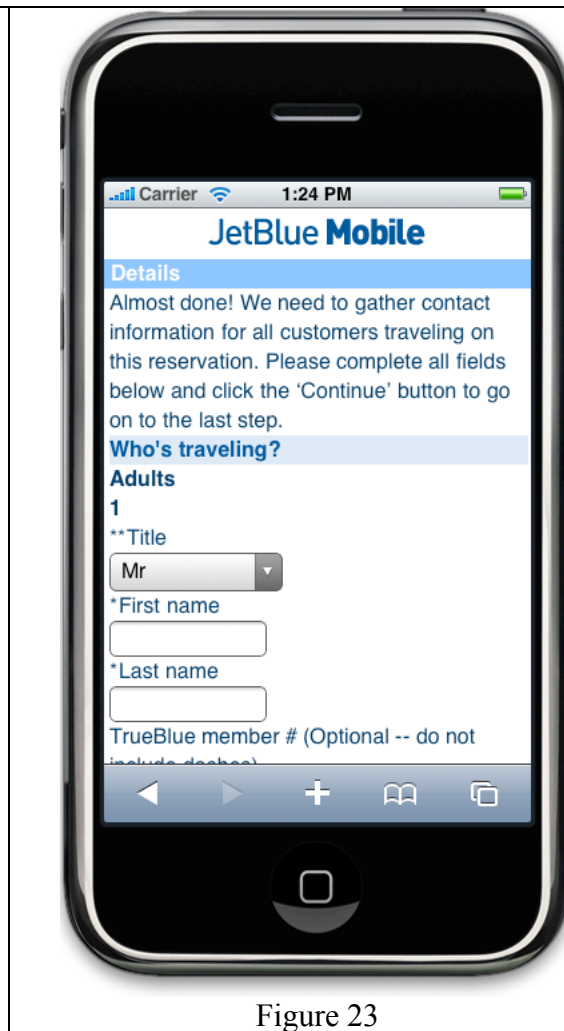 Carrier 1:24 PM
JetBlue Mobile
Details
Almost done! We need to gather contact
information for all customers traveling on
this reservation. Please complete all fields
below and click the ‘Continue’ button to go
on to the last step.
Who's traveling?
Adults
1
**Title
Mr
*First name
*Last name
TrueBlue member # (Optional -- do not
include dashes)
Figure 23